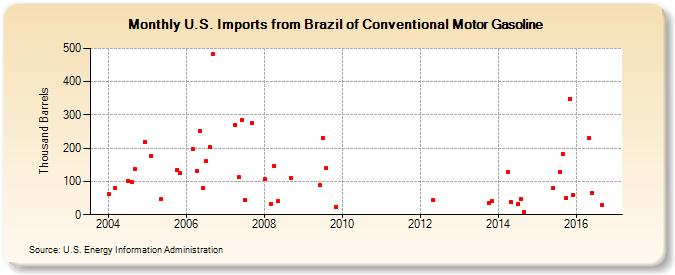 Monthly U.S. Imports from Brazil of Conventional Motor Gasoline
Thousand Barrels
500
400
300
200
100
0
2004 2006 2008 2010 2012 2014 2016
Source: U.S. Energy Information Administration